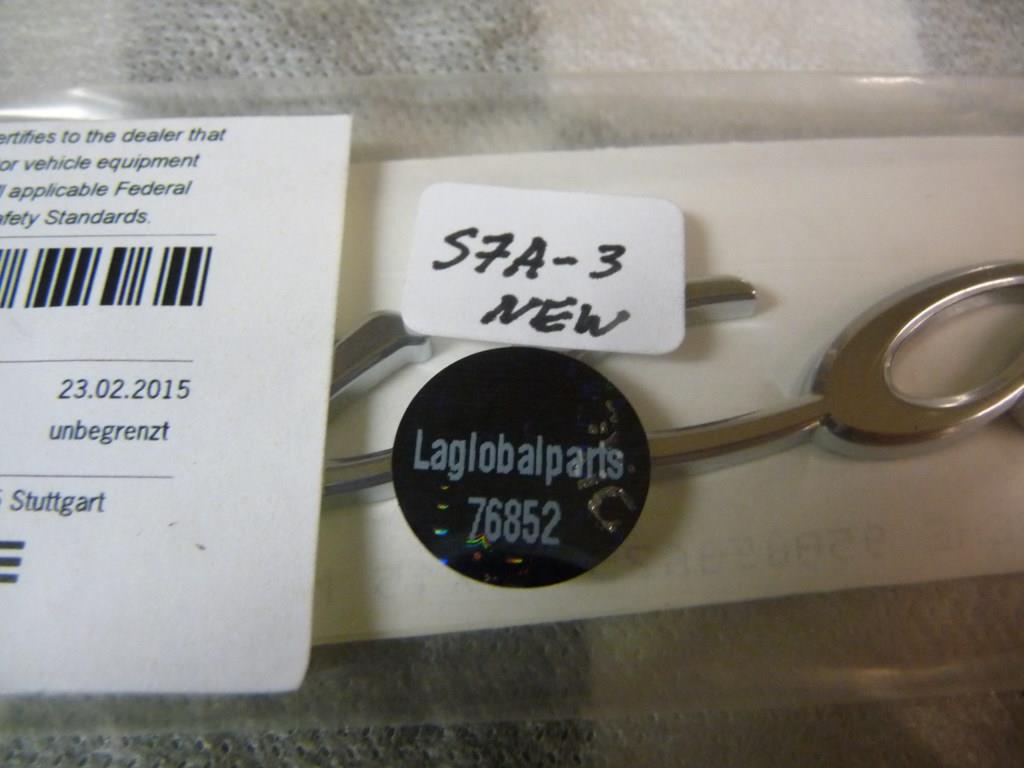 ertifies to the dealer that
or vehicle equipment
applicable Federal
afety Standards.
23.02.2015
unbegrenzt
Stuttgart
S7A-3
NEW
Laglobalparts
76852